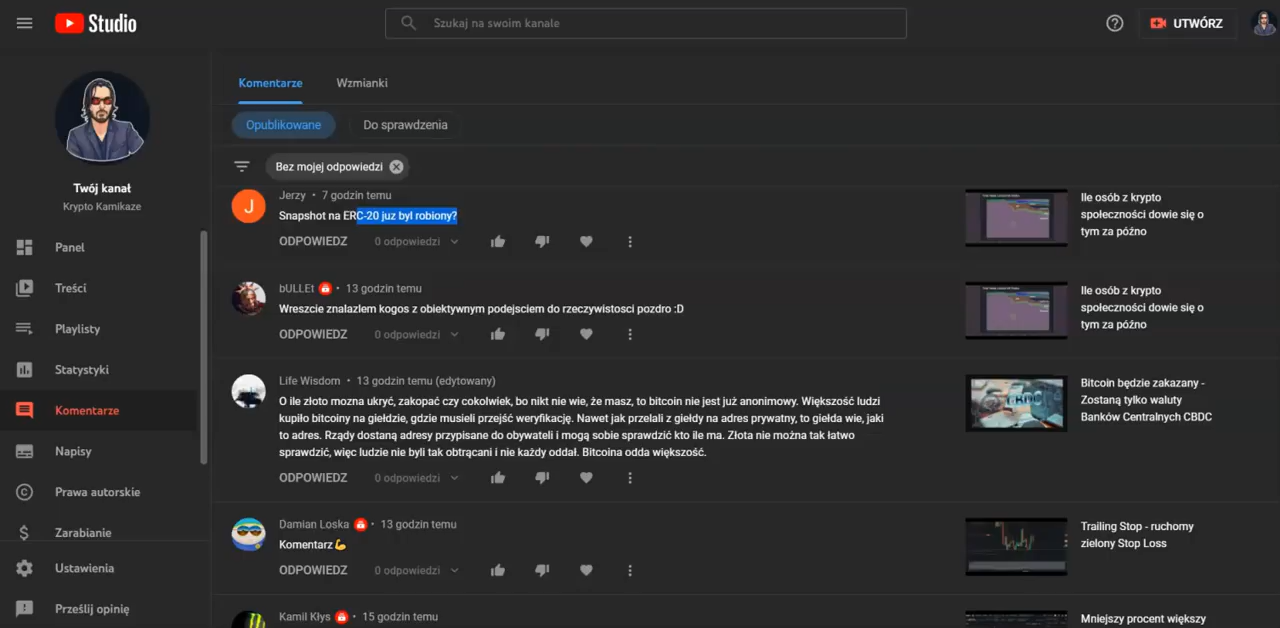 Studio
Szukaj na swoim kanale
UTWÓRZ
Twój kanał
Krypto Kamikaze
Panel
Treści
Playlisty
Statystyki
Komentarze
Napisy
Prawa autorskie
Zarabianie
Ustawienia
Prześlij opinię
Komentarze
Wzmianki
Opublikowane
Do sprawdzenia
Bez mojej odpowiedzi
Jerzy • 7 godzin temu
Snapshot na ERC-20 juz byl robiony?
ODPOWIEDZ
0 odpowiedzi
Ile osób z krypto
społeczności dowie się o
tym za późno
bULLEt • 13 godzin temu
Wreszcie znalazlem kogos z obiektywnym podejsciem do rzeczywistosci pozdro :D
ODPOWIEDZ
0 odpowiedzi
Ile osób z krypto
społeczności dowie się o
tym za późno
Life Wisdom • 13 godzin temu (edytowany)
O ile złoto mozna ukryć, zakopać czy cokolwiek, bo nikt nie wie, że masz, to bitcoin nie jest już anonimowy. Większość ludzi
kupiło bitcoiny na giełdzie, gdzie musieli przejść weryfikację. Nawet jak przelali z giełdy na adres prywatny, to giełda wie, jaki
to adres. Rządy dostaną adresy przypisane do obywateli i mogą sobie sprawdzić kto ile ma. Złota nie można tak łatwo
sprawdzić, więc ludzie nie byli tak obtrącani i nie każdy oddał. Bitcoina odda większość.
ODPOWIEDZ
0 odpowiedzi
Bitcoin będzie zakazany -
Zostaną tylko waluty
Banków Centralnych CBDC
Damian Loska • 13 godzin temu
Komentarz💪
ODPOWIEDZ
0 odpowiedzi
Trailing Stop - ruchomy
zielony Stop Loss
Kamil Kłys • 15 godzin temu
Mniejszy procent większy